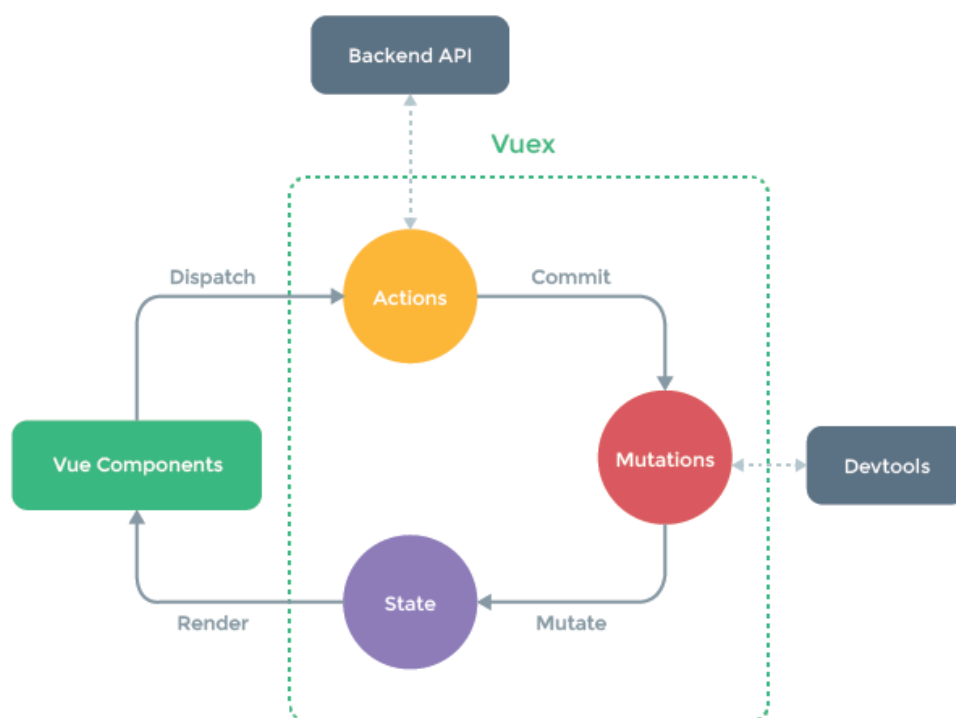 Backend API
Vuex
Dispatch
Commit
Actions
Vue Components
Mutations
Devtools
State
Render
Mutate